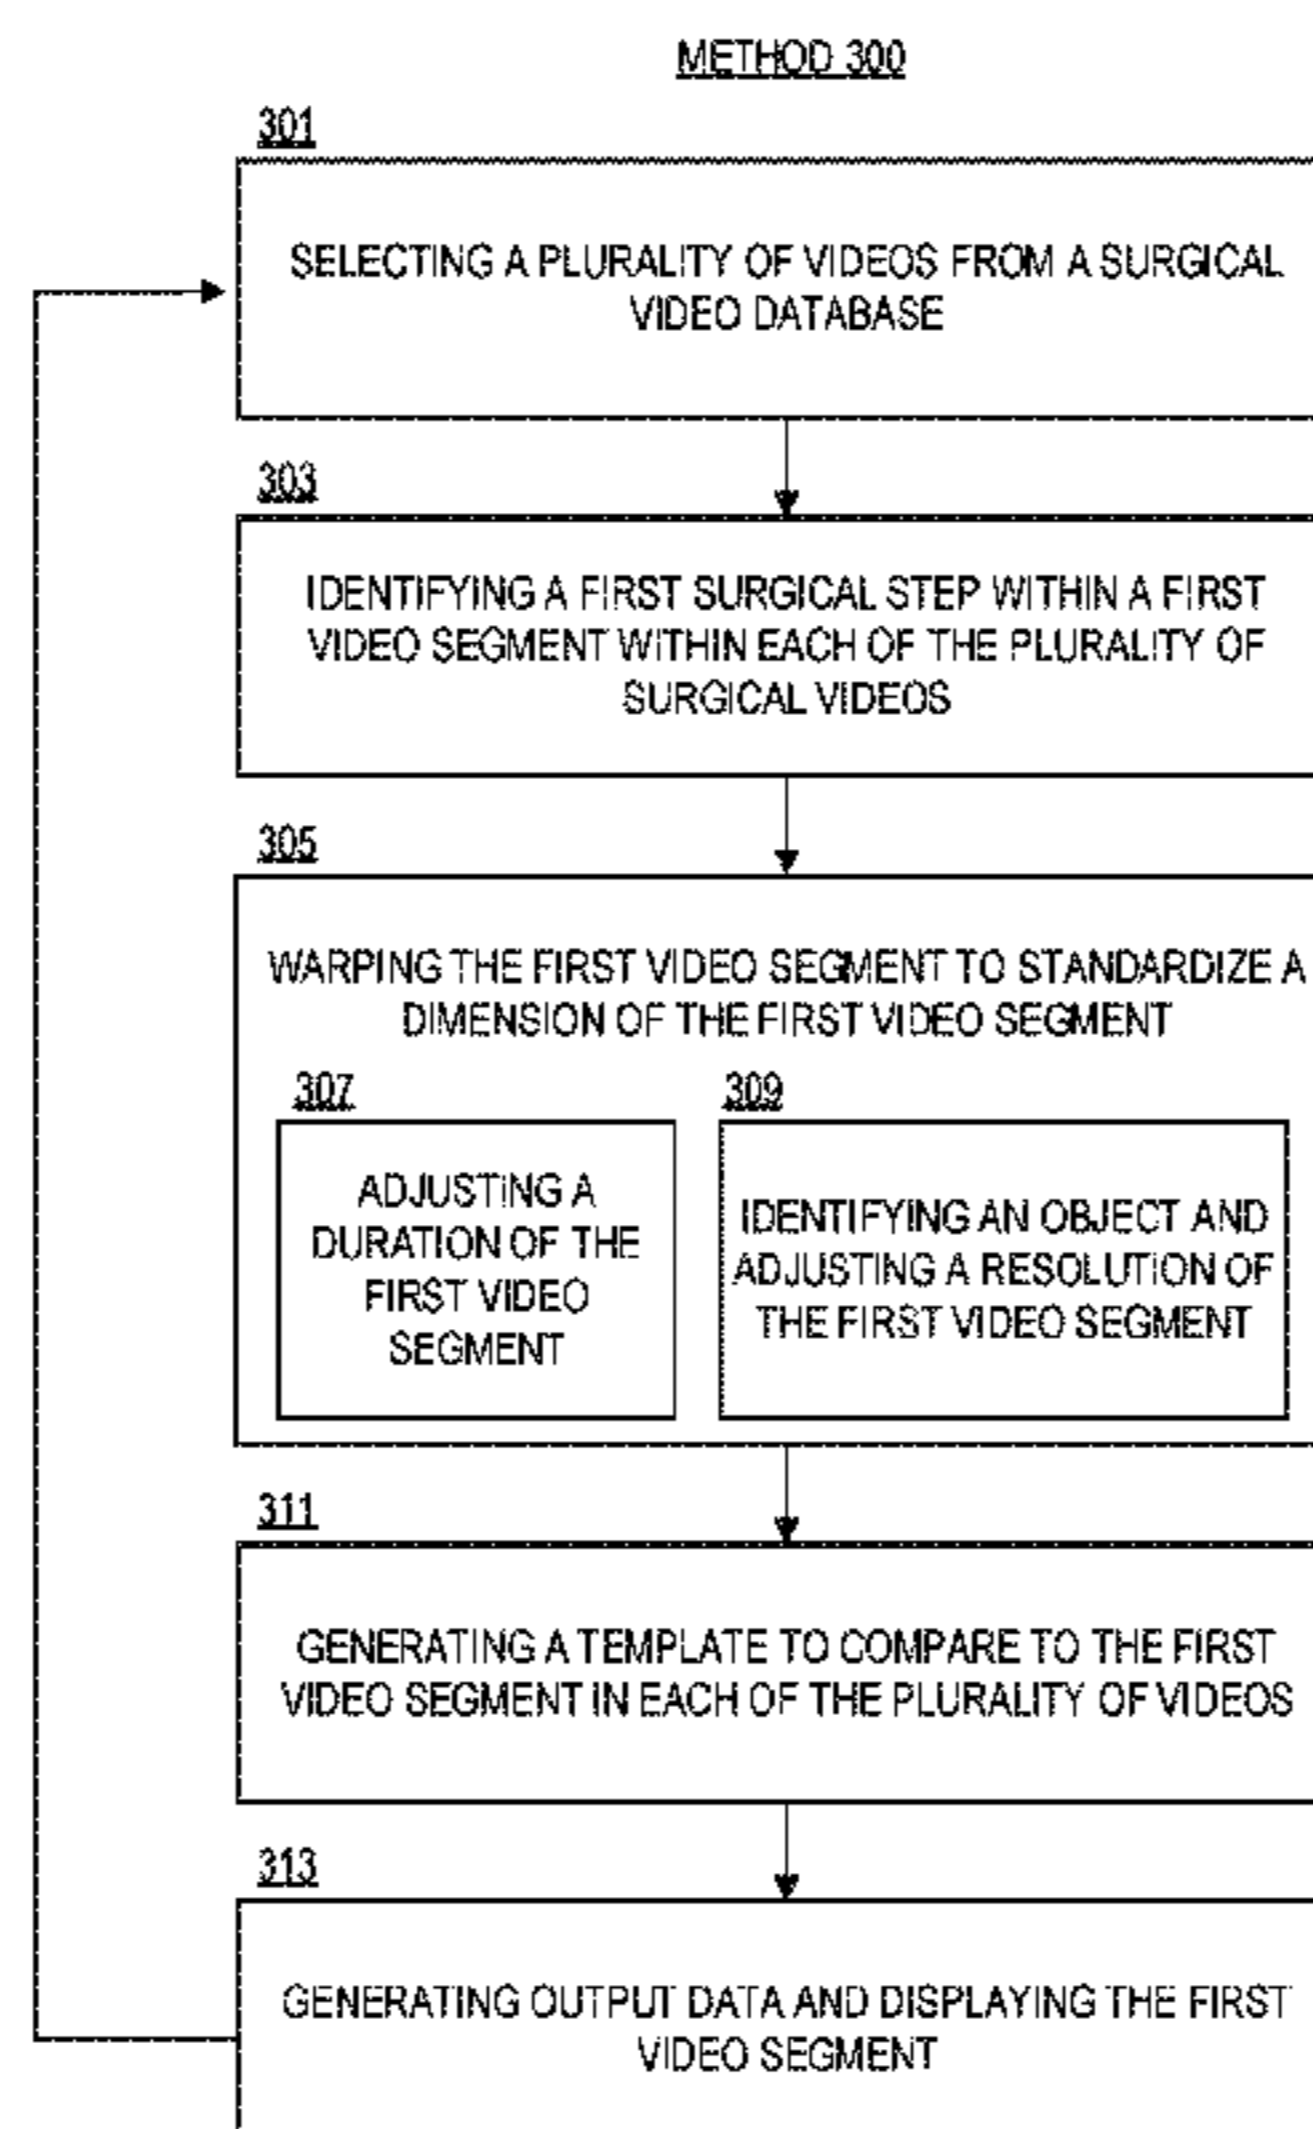 METHOD 300
301
SELECTING A PLURALITY OF VIDEOS FROM A SURGICAL
VIDEO DATABASE
303
IDENTIFYING A FIRST SURGICAL STEP WITHIN A FIRST
VIDEO SEGMENT WITHIN EACH OF THE PLURALITY OF
SURGICAL VIDEOS
305
WARPING THE FIRST VIDEO SEGMENT TO STANDARDIZE A
DIMENSION OF THE FIRST VIDEO SEGMENT
307
ADJUSTING A
DURATION OF THE
FIRST VIDEO
SEGMENT
309
IDENTIFYING AN OBJECT AND
ADJUSTING A RESOLUTION OF
THE FIRST VIDEO SEGMENT
311
GENERATING A TEMPLATE TO COMPARE TO THE FIRST
VIDEO SEGMENT IN EACH OF THE PLURALITY OF VIDEOS
313
GENERATING OUTPUT DATA AND DISPLAYING THE FIRST
VIDEO SEGMENT